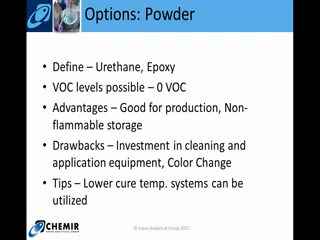 Options: Powder
• Define – Urethane, Epoxy
• VOC levels possible – 0 VOC
• Advantages – Good for production, Non-
flammable storage
• Drawbacks – Investment in cleaning and
application equipment, Color Change
• Tips – Lower cure temp. systems can be
utilized
CHEMIR